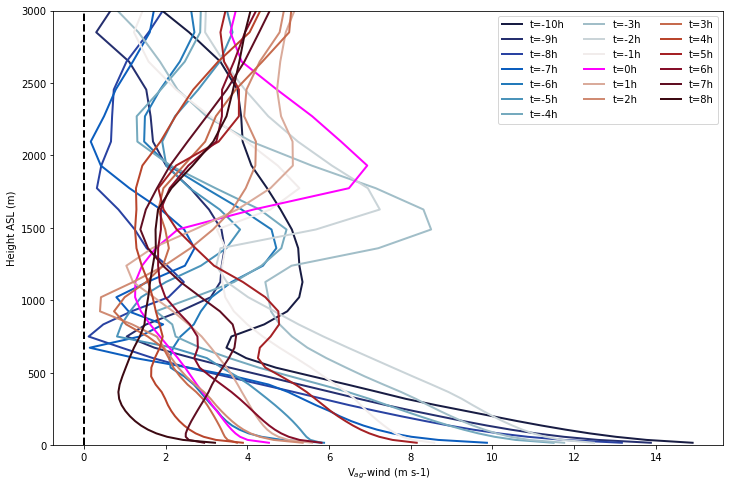 3000
2500
2000
1500
1000
500
0
Height ASL (m)
t=-10h
t=-9h
t=-8h
t=-7h
t=-6h
t=-5h
t=-4h
t=-3h
t=-2h
t=-1h
t=0h
t=1h
t=2h
t=3h
t=4h
t=5h
t=6h
t=7h
t=8h
0 2 4 6 8 10 12 14
V_ag-wind (m s-1)